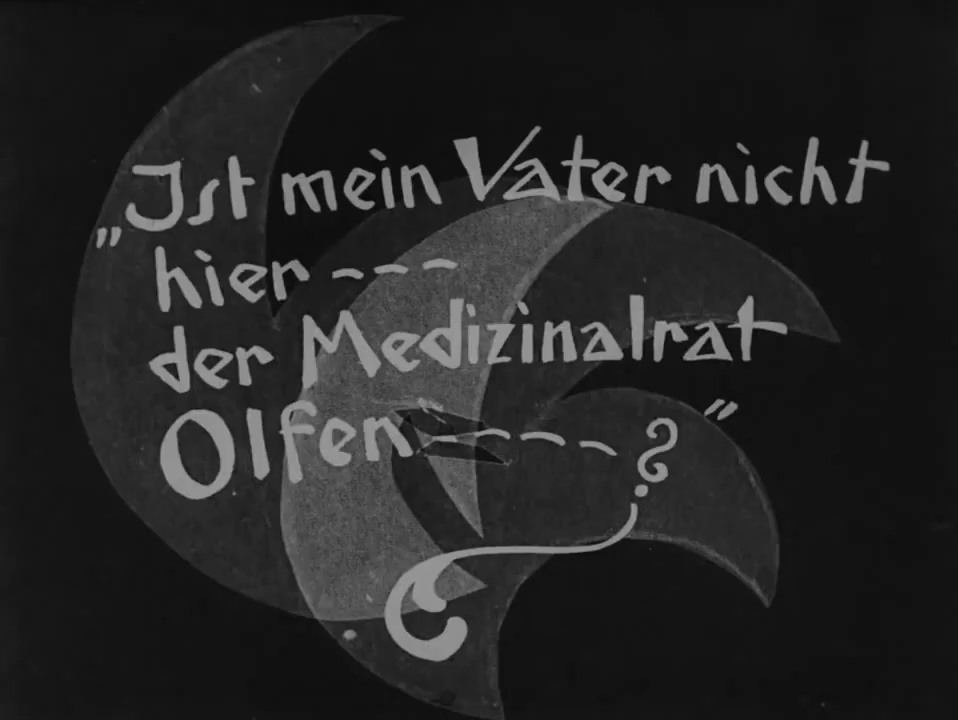 „Ist mein Vater nicht
hier ---
der Medizinalrat
Olfen ----?"